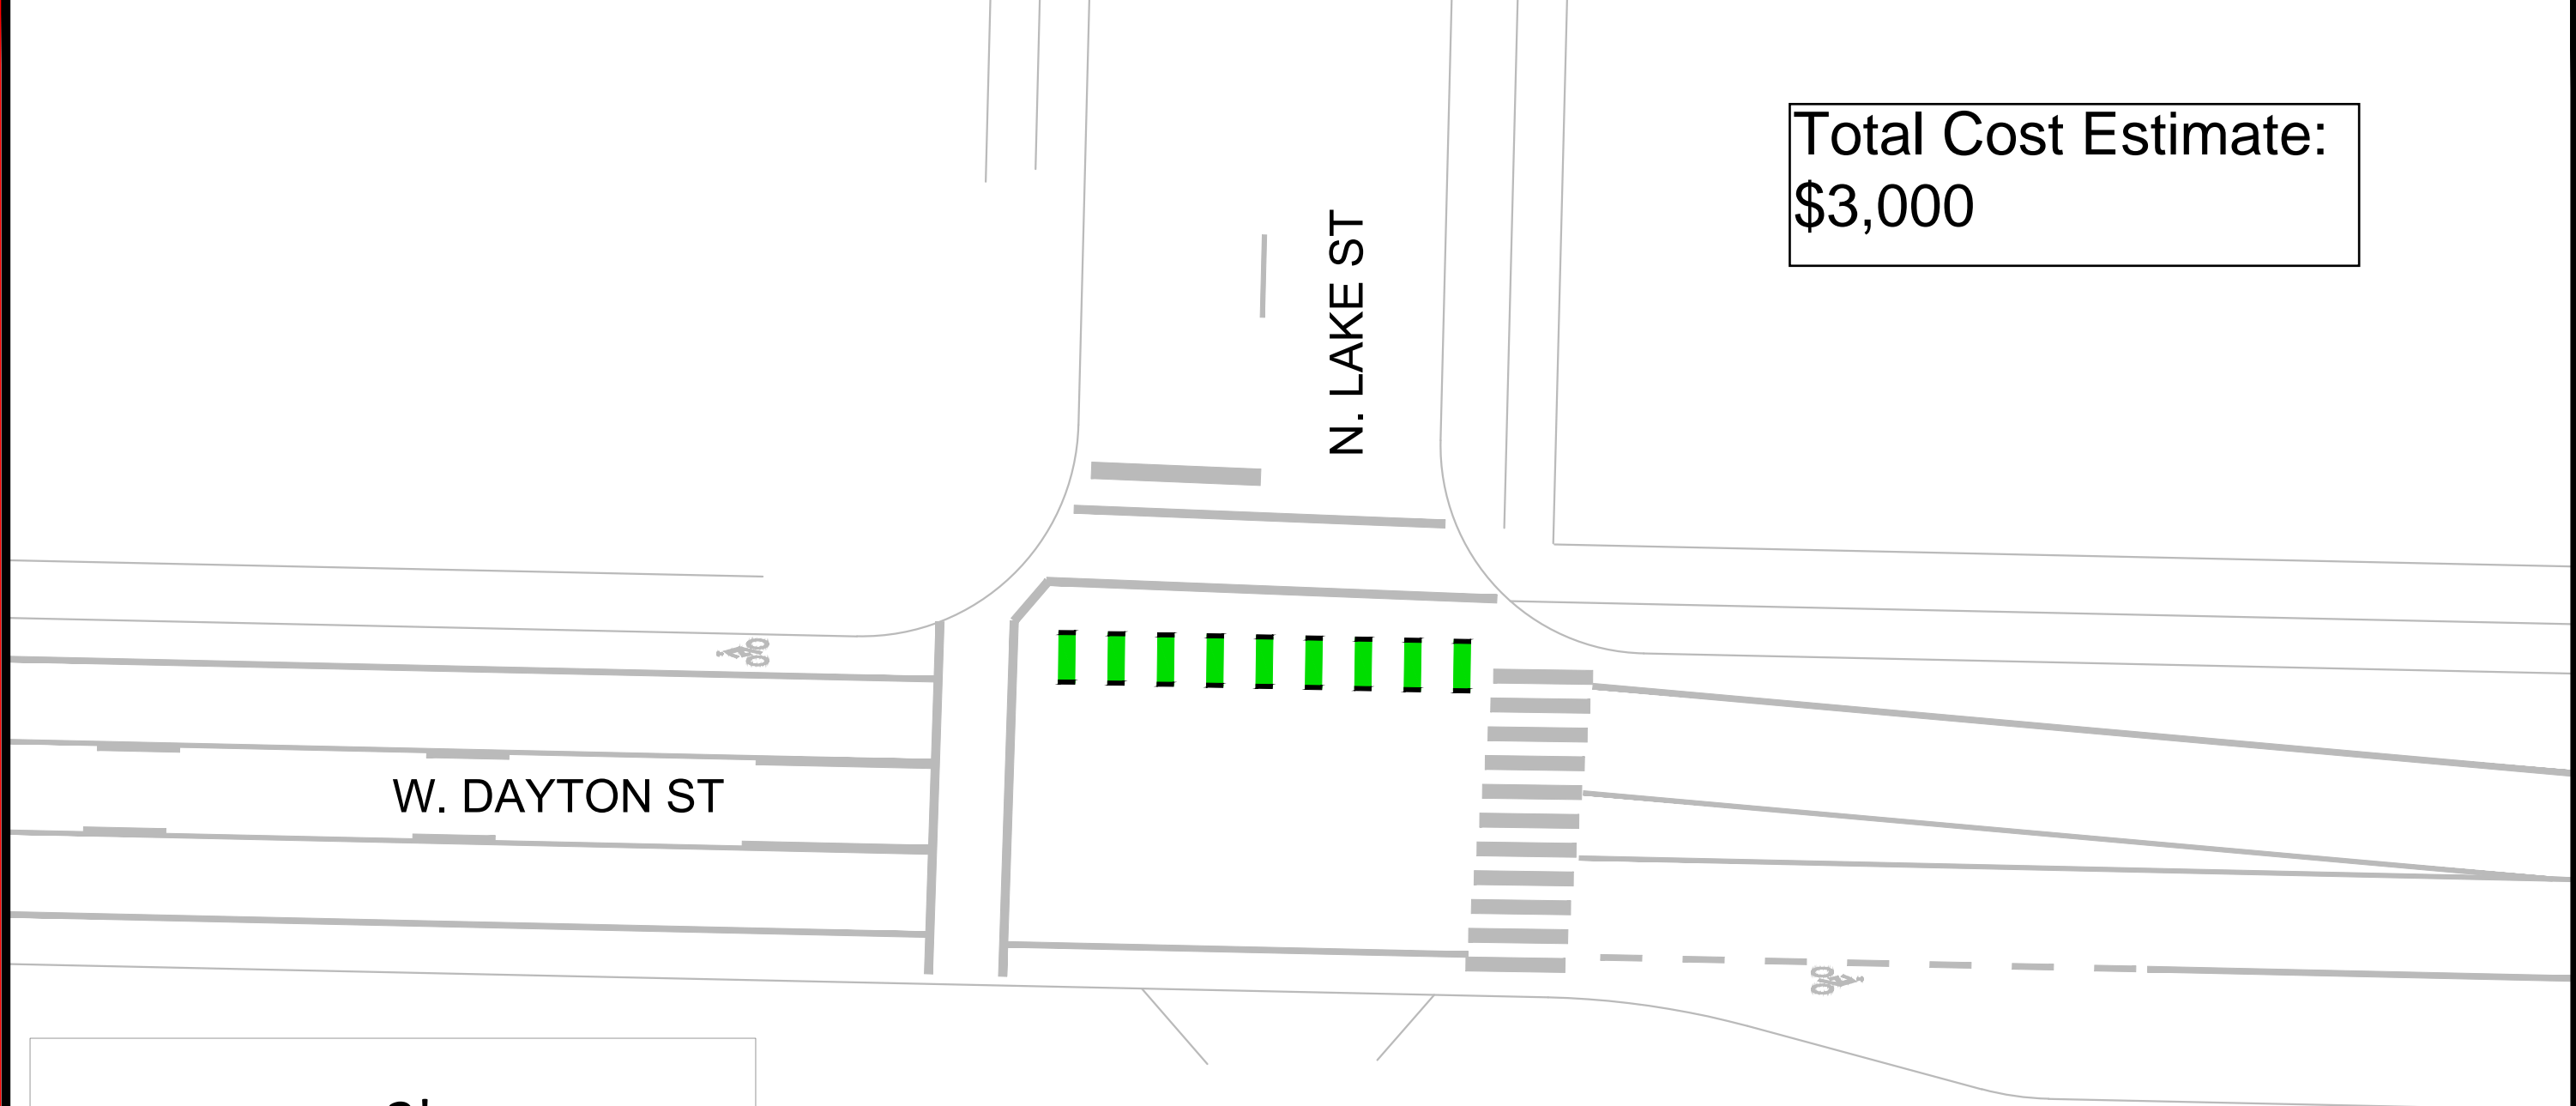 Total Cost Estimate:
$3,000
N. LAKE ST
W. DAYTON ST